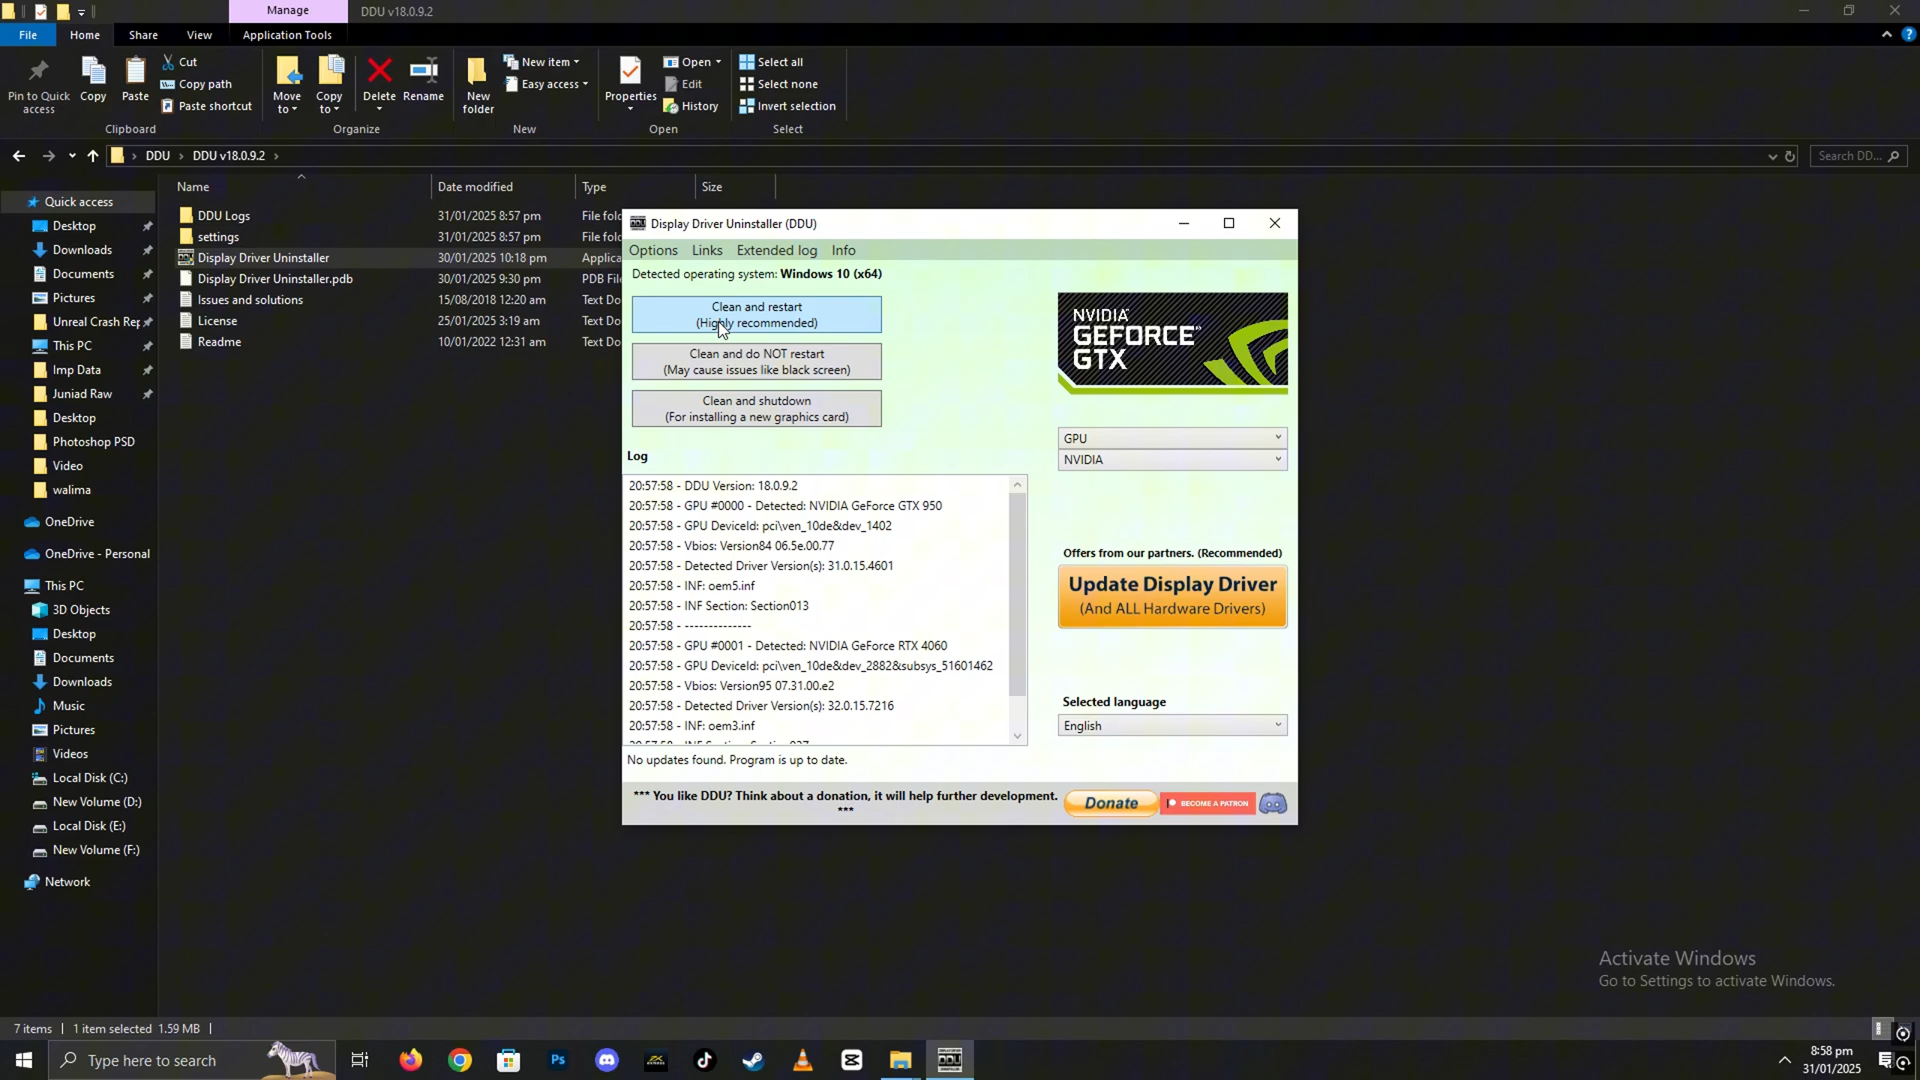 Manage
DDU v18.0.9.2
File
Home
Share
View
Application Tools
Pin to Quick access
Copy
Paste
Cut
Copy path
Paste shortcut
Move to
Copy to
Delete
Rename
New folder
New item
Easy access
Properties
Open
Edit
History
Select all
Select none
Invert selection
Clipboard
Organize
New
Open
Select
DDU > DDU v18.0.9.2 >
Search DD...
Name
Date modified
Type
Size
DDU Logs 31/01/2025 8:57 pm
settings 31/01/2025 8:57 pm
Display Driver Uninstaller 30/01/2025 10:18 pm
Display Driver Uninstaller.pdb 30/01/2025 9:30 pm
Issues and solutions 15/08/2018 12:20 am
License 25/01/2025 3:19 am
Readme 10/01/2022 12:31 am
Quick access
Desktop
Downloads
Documents
Pictures
Unreal Crash Rep
This PC
Imp Data
Juniad Raw
Desktop
Photoshop PSD
Video
walima
OneDrive
OneDrive - Personal
This PC
3D Objects
Desktop
Documents
Downloads
Music
Pictures
Videos
Local Disk (C:)
New Volume (D:)
Local Disk (E:)
New Volume (F:)
Network
Display Driver Uninstaller (DDU)
Options
Links
Extended log
Info
Detected operating system: Windows 10 (x64)
Clean and restart
(Highly recommended)
Clean and do NOT restart
(May cause issues like black screen)
Clean and shutdown
(For installing a new graphics card)
NVIDIA
GEFORCE
GTX
GPU
NVIDIA
Log
20:57:58 - DDU Version: 18.0.9.2
20:57:58 - GPU #0000 - Detected: NVIDIA GeForce GTX 950
20:57:58 - GPU DeviceId: pci\ven_10de&dev_1402
20:57:58 - Vbios: Version84 06.5e.00.77
20:57:58 - Detected Driver Version(s): 31.0.15.4601
20:57:58 - INF: oem5.inf
20:57:58 - INF Section: Section013
20:57:58 - --------------
20:57:58 - GPU #0001 - Detected: NVIDIA GeForce RTX 4060
20:57:58 - GPU DeviceId: pci\ven_10de&dev_2882&subsys_51601462
20:57:58 - Vbios: Version95 07.31.00.e2
20:57:58 - Detected Driver Version(s): 32.0.15.7216
20:57:58 - INF: oem3.inf
Offers from our partners. (Recommended)
Update Display Driver
(And ALL Hardware Drivers)
Selected language
English
No updates found. Program is up to date.
*** You like DDU? Think about a donation, it will help further development.
***
Donate
BECOME A PATRON
Activate Windows
Go to Settings to activate Windows.
7 items
1 item selected 1.59 MB
Type here to search
Ps
DDU
8:58 pm
31/01/2025